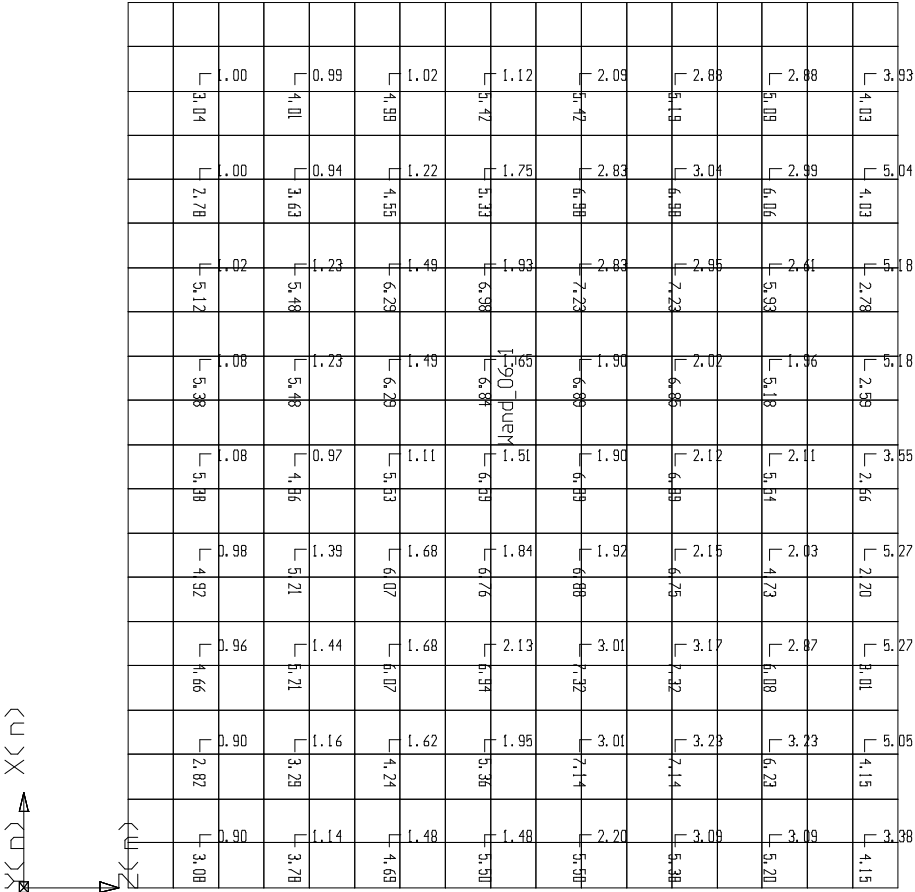 1.00 0.99 1.02 1.12 2.09 2.88 2.88 3.93
3.04 4.01 4.99 5.42 5.42 5.19 5.09 4.03
1.00 0.94 1.22 1.75 2.83 3.04 2.99 5.04
2.78 3.63 4.55 5.33 6.98 6.98 6.06 4.03
1.02 1.23 1.49 1.93 2.83 2.95 2.61 5.18
5.12 5.48 6.29 6.98 7.23 7.23 5.93 2.78
1.08 1.23 1.49 1.65 1.90 2.02 1.96 5.18
5.38 5.48 6.29 6.84 6.89 6.85 5.18 2.59
Mand_06-1
1.08 0.97 1.11 1.51 1.90 2.12 2.11 3.55
5.38 4.86 5.53 6.39 6.89 6.89 5.54 2.66
0.98 1.39 1.68 1.84 1.92 2.15 2.03 5.27
4.92 5.21 6.07 6.76 6.88 6.75 4.73 2.20
0.96 1.44 1.68 2.13 3.01 3.17 2.87 5.27
4.66 5.21 6.07 6.94 7.32 7.32 6.08 3.01
0.90 1.16 1.62 1.95 3.01 3.23 3.23 5.05
2.82 3.29 4.24 5.36 7.14 7.14 6.23 4.15
0.90 1.14 1.48 1.48 2.20 3.09 3.09 3.38
3.08 3.78 4.69 5.50 5.50 5.38 5.20 4.15
X(n)
Y(n)
Z(n)